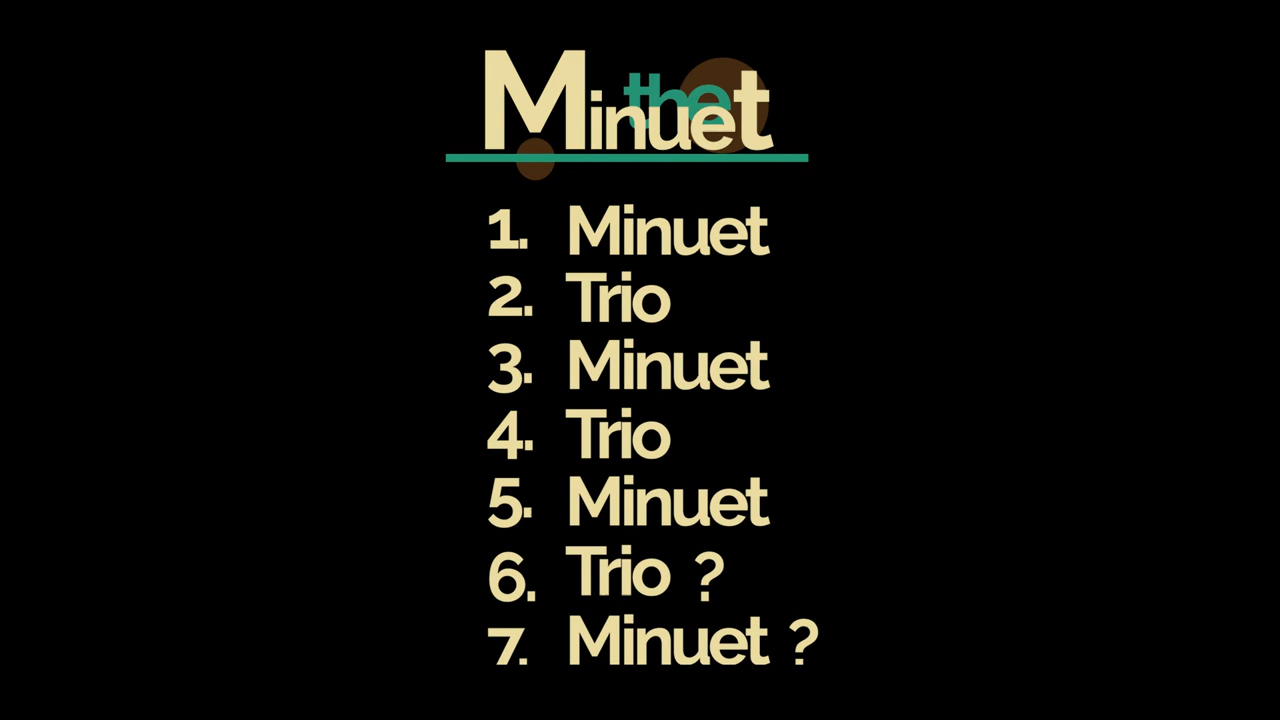 the
Minuet
1. Minuet
2. Trio
3. Minuet
4. Trio
5. Minuet
6. Trio ?
7. Minuet ?